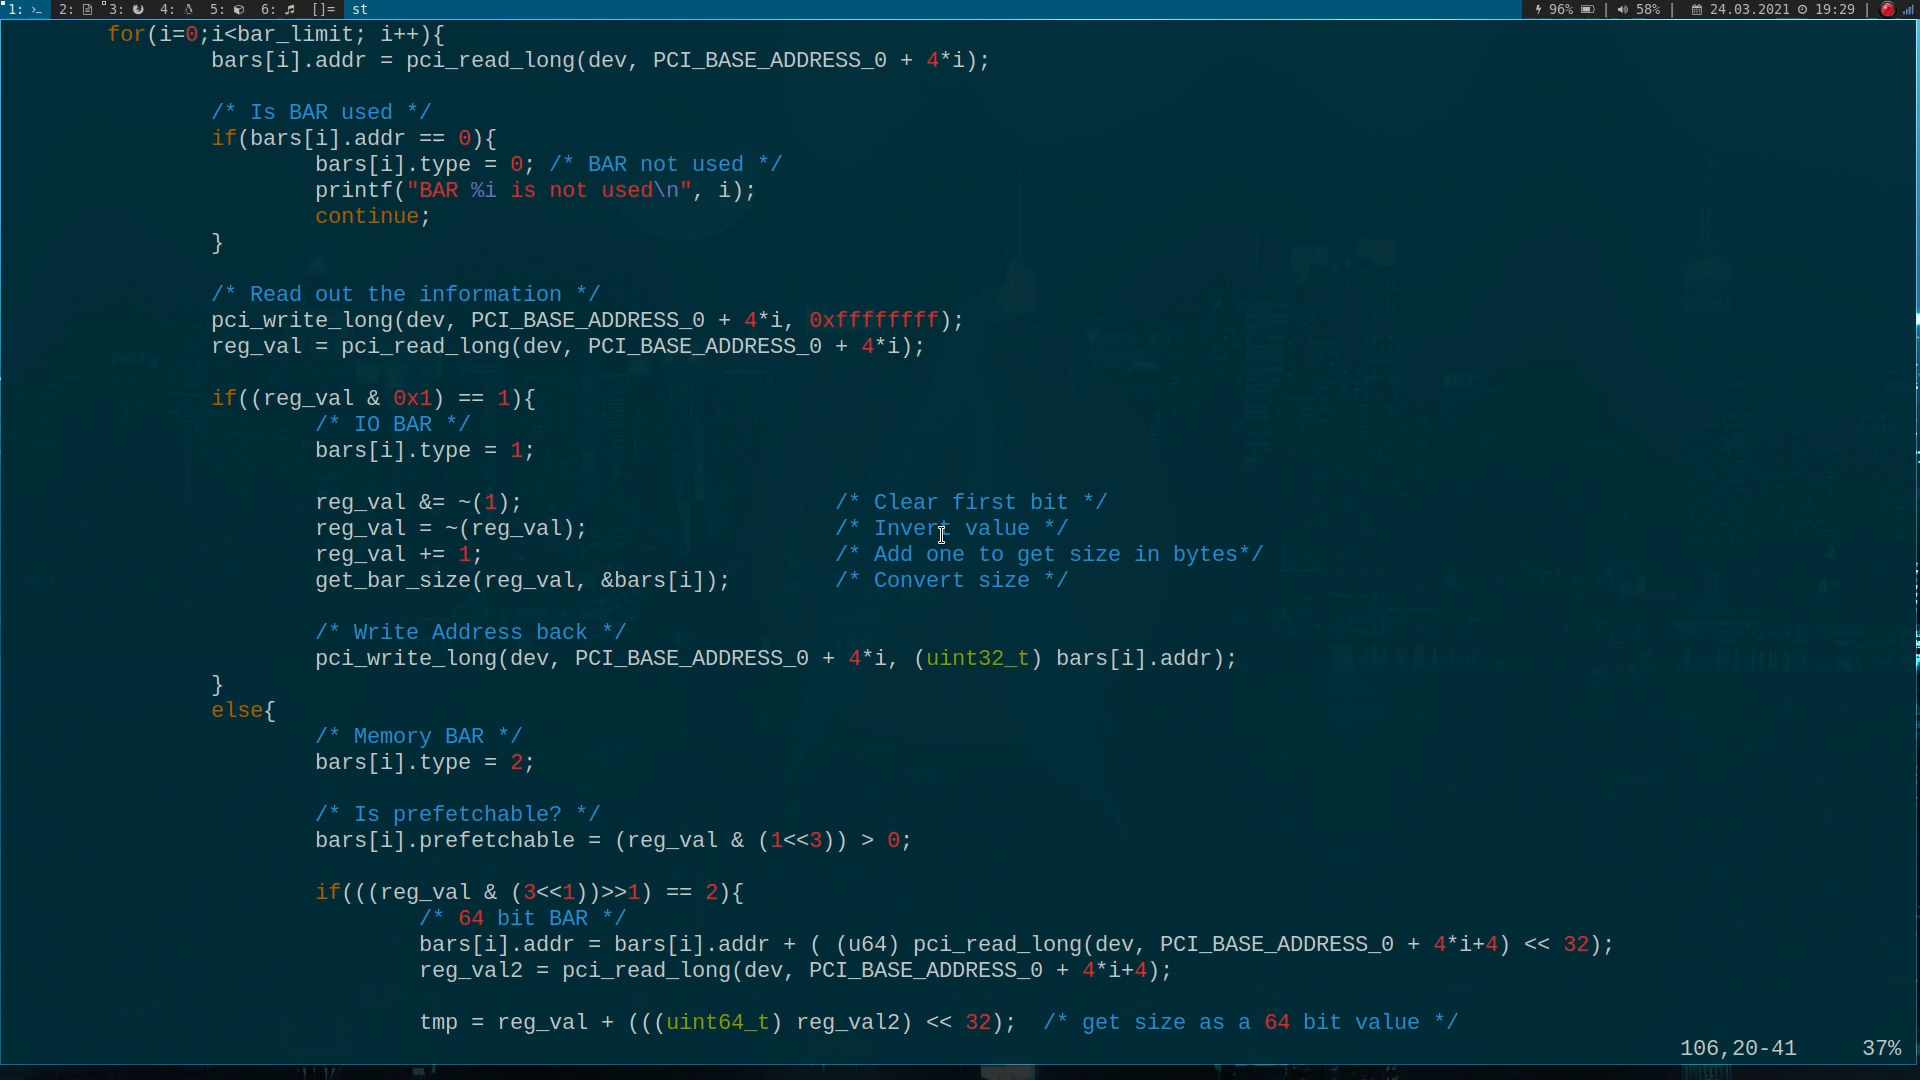 1: 2: 3: 4: 5: 6: []= st 96% | 58% | 24.03.2021 19:29 |
for(i=0;i<bar_limit; i++){
bars[i].addr = pci_read_long(dev, PCI_BASE_ADDRESS_0 + 4*i);
/* Is BAR used */
if(bars[i].addr == 0){
bars[i].type = 0; /* BAR not used */
printf("BAR %i is not used\n", i);
continue;
}
/* Read out the information */
pci_write_long(dev, PCI_BASE_ADDRESS_0 + 4*i, 0xffffffff);
reg_val = pci_read_long(dev, PCI_BASE_ADDRESS_0 + 4*i);
if((reg_val & 0x1) == 1){
/* IO BAR */
bars[i].type = 1;
reg_val &= ~(1); /* Clear first bit */
reg_val = ~(reg_val); /* Invert value */
reg_val += 1; /* Add one to get size in bytes*/
get_bar_size(reg_val, &bars[i]); /* Convert size */
/* Write Address back */
pci_write_long(dev, PCI_BASE_ADDRESS_0 + 4*i, (uint32_t) bars[i].addr);
}
else{
/* Memory BAR */
bars[i].type = 2;
/* Is prefetchable? */
bars[i].prefetchable = (reg_val & (1<<3)) > 0;
if(((reg_val & (3<<1))>>1) == 2){
/* 64 bit BAR */
bars[i].addr = bars[i].addr + ( (u64) pci_read_long(dev, PCI_BASE_ADDRESS_0 + 4*i+4) << 32);
reg_val2 = pci_read_long(dev, PCI_BASE_ADDRESS_0 + 4*i+4);
tmp = reg_val + (((uint64_t) reg_val2) << 32); /* get size as a 64 bit value */
106,20-41 37%